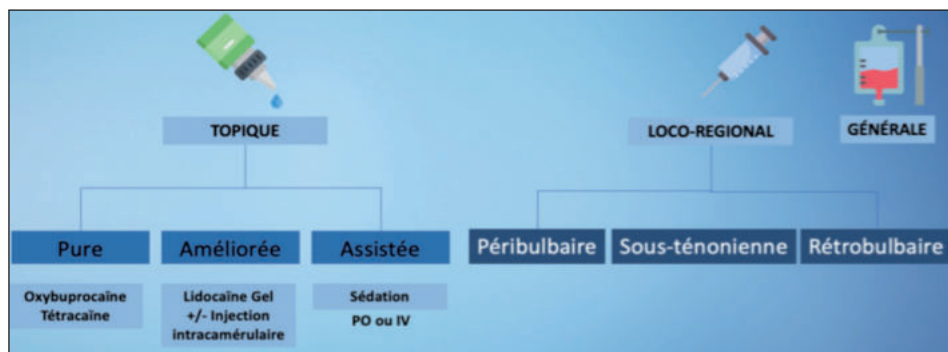 TOPIQUE
LOCO-REGIONAL
GÉNÉRALE
Pure
Améliorée
Assistée
Péribulbaire
Sous-ténonienne
Rétrobulbaire
Oxybuprocaïne
Tétracaïne
Lidocaïne Gel
+/- Injection
intracamérulaire
Sédation
PO ou IV